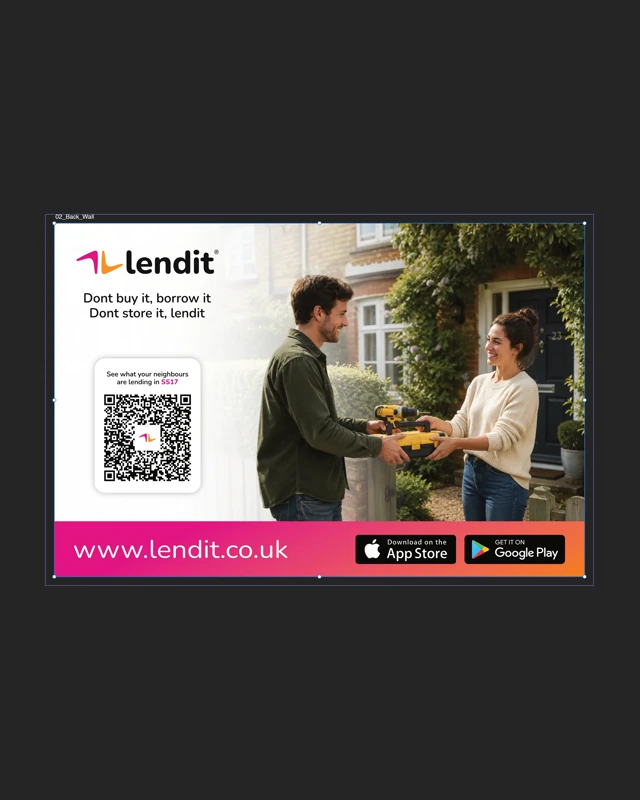 02_Back_Wall
lendit®
Dont buy it, borrow it
Dont store it, lendit
See what your neighbours
are lending in SS17
23
www.lendit.co.uk
Download on the
App Store
GET IT ON
Google Play